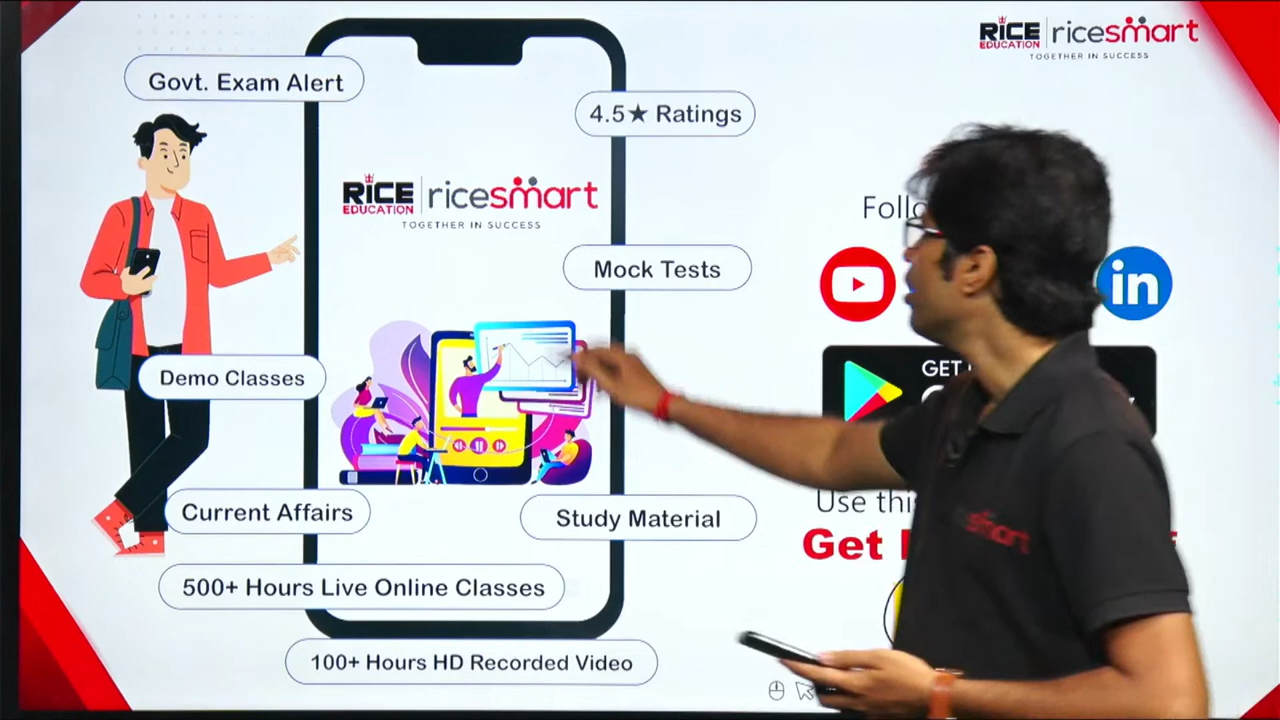 RICE
EDUCATION
ricesmart
TOGETHER IN SUCCESS
Govt. Exam Alert
4.5★ Ratings
RICE
EDUCATION
ricesmart
TOGETHER IN SUCCESS
Mock Tests
Demo Classes
Current Affairs
Study Material
500+ Hours Live Online Classes
100+ Hours HD Recorded Video
in
GET
Use
Get
smart